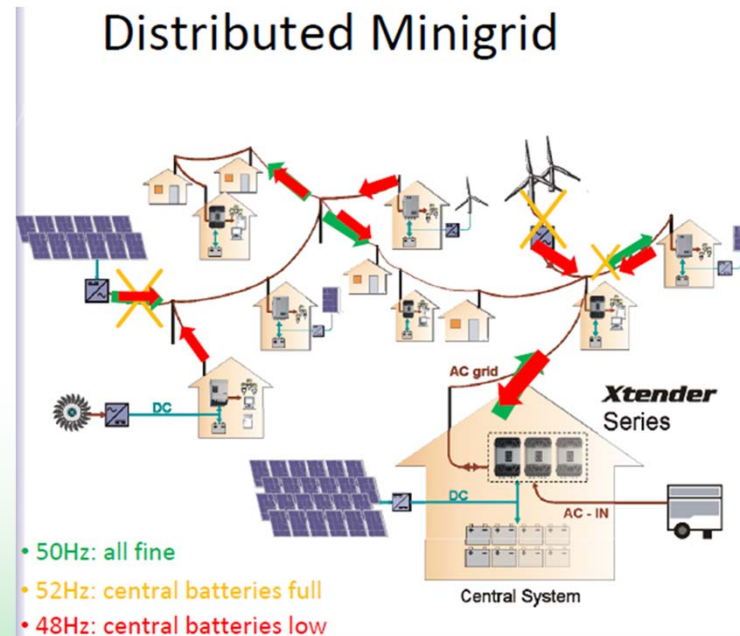 Distributed Minigrid
AC grid
Xtender
Series
DC
DC
AC - IN
Central System
• 50Hz: all fine
• 52Hz: central batteries full
• 48Hz: central batteries low